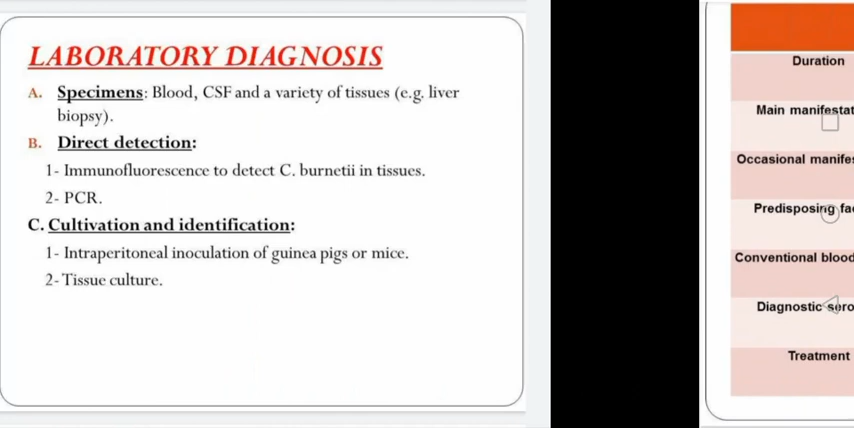 LABORATORY DIAGNOSIS
A. Specimens: Blood, CSF and a variety of tissues (e.g. liver
biopsy).
B. Direct detection:
1- Immunofluorescence to detect C. burnetii in tissues.
2- PCR.
C. Cultivation and identification:
1- Intraperitoneal inoculation of guinea pigs or mice.
2- Tissue culture.
Duration
Main manifestat
Occasional manifes
Predisposing fa
Conventional blood
Diagnostic sero
Treatment